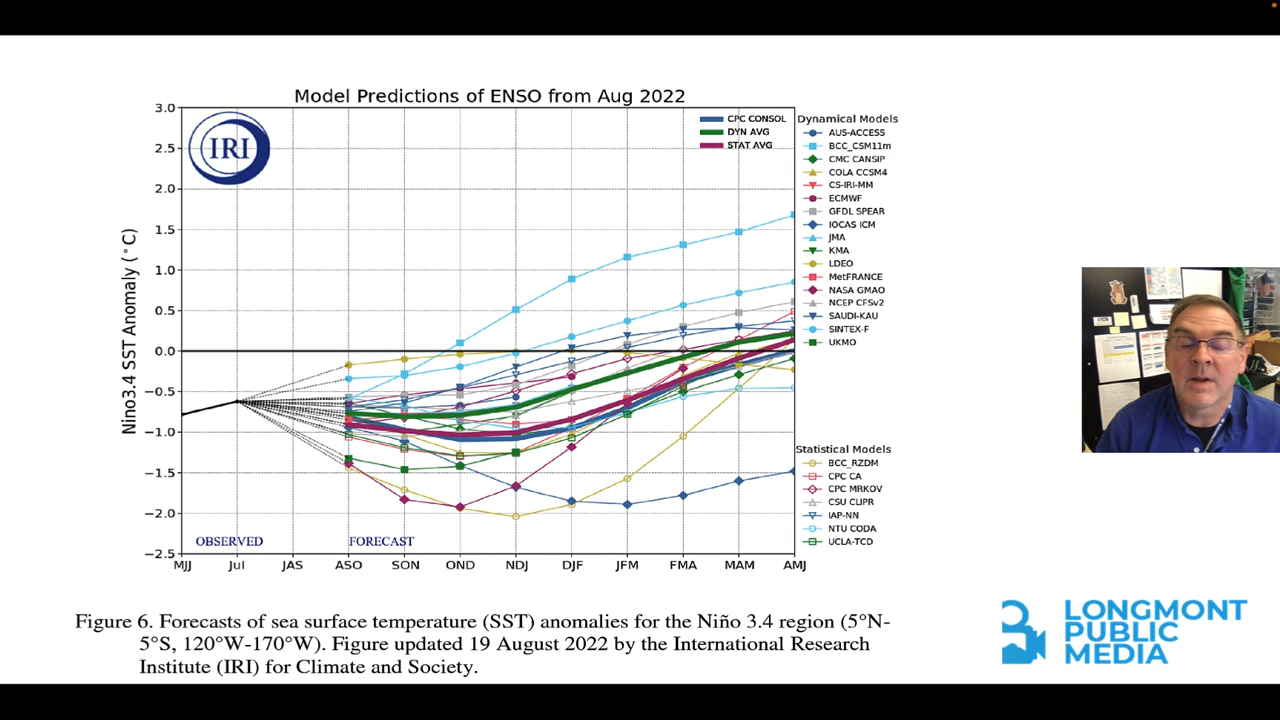 Model Predictions of ENSO from Aug 2022
IRI
CPC CONSOL
DYN AVG
STAT AVG
Nino3.4 SST Anomaly (°C)
3.0
2.5
2.0
1.5
1.0
0.5
0.0
−0.5
−1.0
−1.5
−2.0
−2.5
OBSERVED
FORECAST
MJJ Jul JAS ASO SON OND NDJ DJF JFM FMA MAM AMJ
Dynamical Models
AUS-ACCESS
BCC_CSM11m
CMC CANSIP
COLA CCSM4
CS-IRI-MM
ECMWF
GFDL SPEAR
IOCAS ICM
JMA
KMA
LDEO
MetFRANCE
NASA GMAO
NCEP CFSv2
SAUDI-KAU
SINTEX-F
UKMO
Statistical Models
BCC_RZDM
CPC CA
CPC MRKOV
CSU CLIPR
IAP-NN
NTU CODA
UCLA-TCD
Figure 6. Forecasts of sea surface temperature (SST) anomalies for the Niño 3.4 region (5°N-
5°S, 120°W-170°W). Figure updated 19 August 2022 by the International Research
Institute (IRI) for Climate and Society.
LONGMONT
PUBLIC
MEDIA